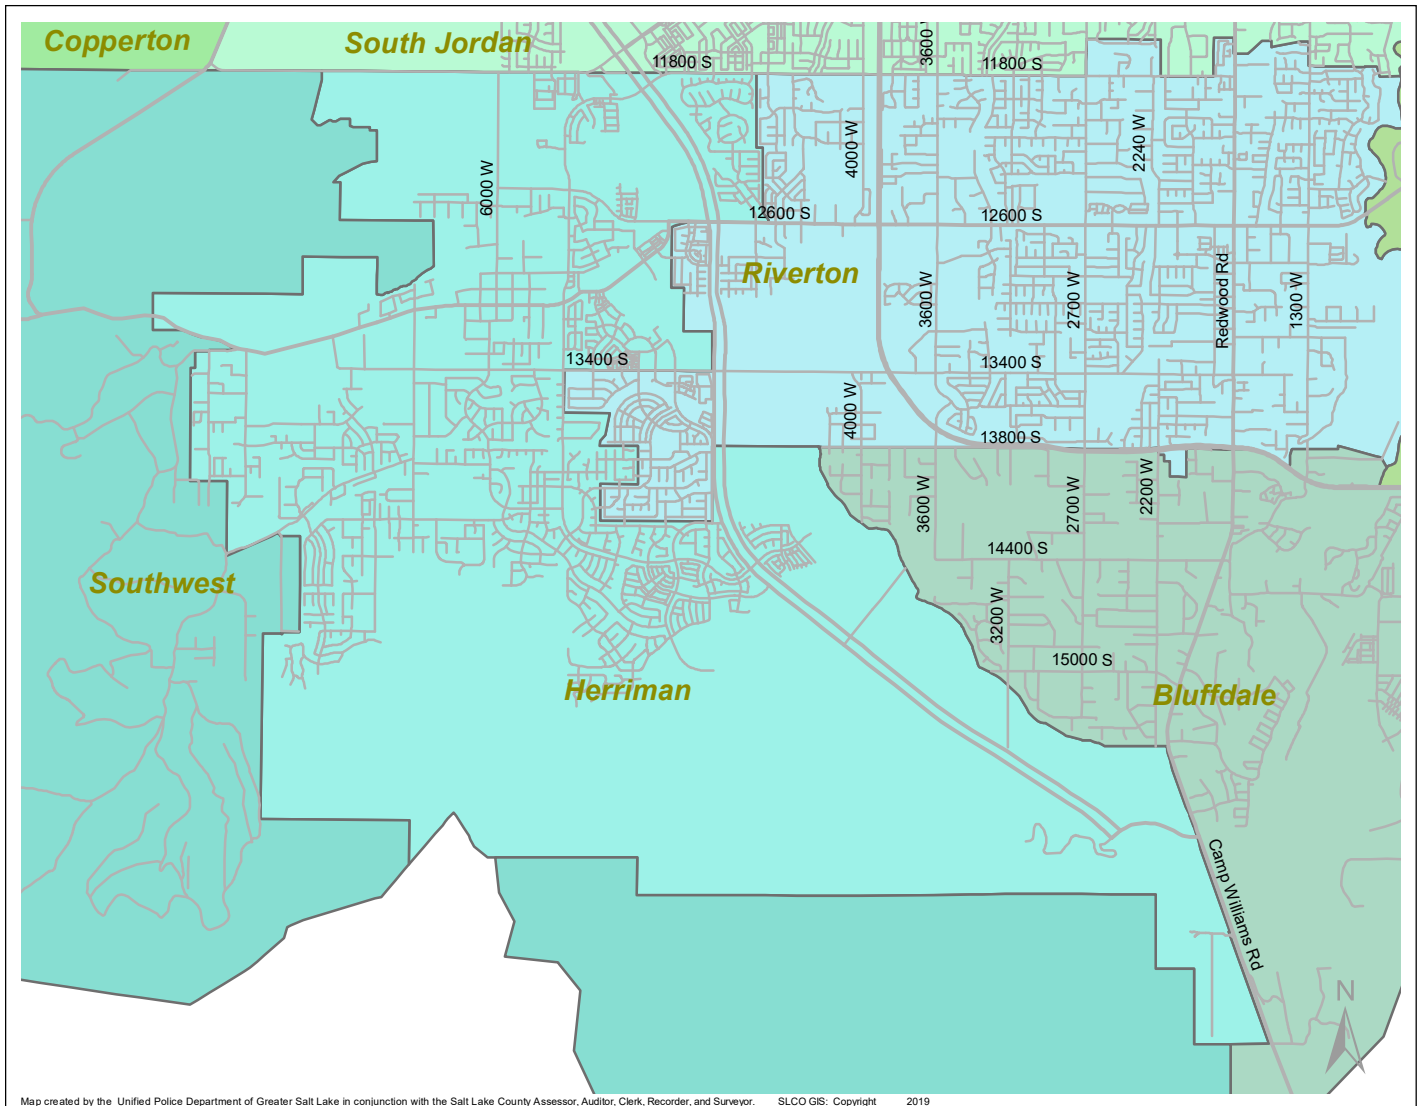 Copperton
South Jordan
3600
11800 S
11800 S
4000 W
2240 W
6000 W
12600 S
12600 S
Riverton
3600 W
2700 W
Redwood Rd
1300 W
13400 S
13400 S
4000 W
13800 S
3600 W
2700 W
2200 W
14400 S
Southwest
3200 W
15000 S
Herriman
Bluffdale
Camp Williams Rd
N
Map created by the Unified Police Department of Greater Salt Lake in conjunction with the Salt Lake County Assessor, Auditor, Clerk, Recorder, and Surveyor. SLCO GIS: Copyright 2019